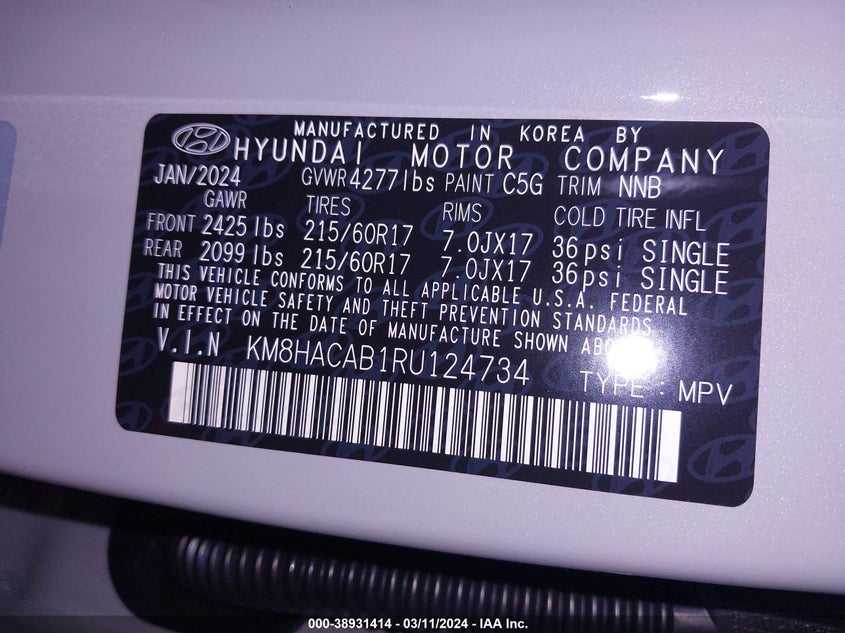 MANUFACTURED IN KOREA BY
HYUNDAI MOTOR COMPANY
JAN/2024 GVWR 4277lbs PAINT C5G TRIM NNB
GAWR TIRES RIMS COLD TIRE INFL
FRONT 2425 lbs 215/60R17 7.0JX17 36psi SINGLE
REAR 2099 lbs 215/60R17 7.0JX17 36psi SINGLE
THIS VEHICLE CONFORMS TO ALL APPLICABLE U.S.A. FEDERAL
MOTOR VEHICLE SAFETY AND THEFT PREVENTION STANDARDS
IN EFFECT ON THE DATE OF MANUFACTURE SHOWN
V.I.N KM8HACAB1RU124734
TYPE : MPV
000-38931414 - 03/11/2024 - IAA Inc.